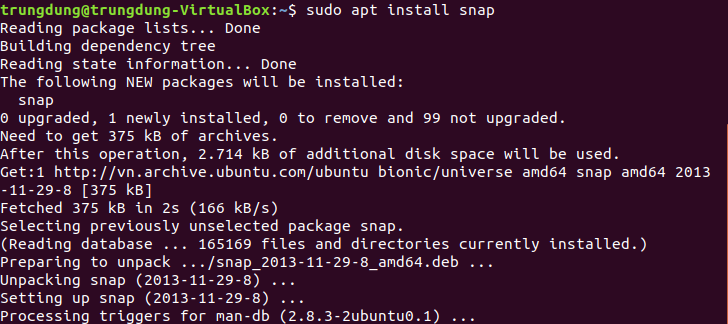 trungdung@trungdung-VirtualBox:~$ sudo apt install snap
Reading package lists... Done
Building dependency tree
Reading state information... Done
The following NEW packages will be installed:
  snap
0 upgraded, 1 newly installed, 0 to remove and 99 not upgraded.
Need to get 375 kB of archives.
After this operation, 2.714 kB of additional disk space will be used.
Get:1 http://vn.archive.ubuntu.com/ubuntu bionic/universe amd64 snap amd64 2013
-11-29-8 [375 kB]
Fetched 375 kB in 2s (166 kB/s)
Selecting previously unselected package snap.
(Reading database ... 165169 files and directories currently installed.)
Preparing to unpack .../snap_2013-11-29-8_amd64.deb ...
Unpacking snap (2013-11-29-8) ...
Setting up snap (2013-11-29-8) ...
Processing triggers for man-db (2.8.3-2ubuntu0.1) ...